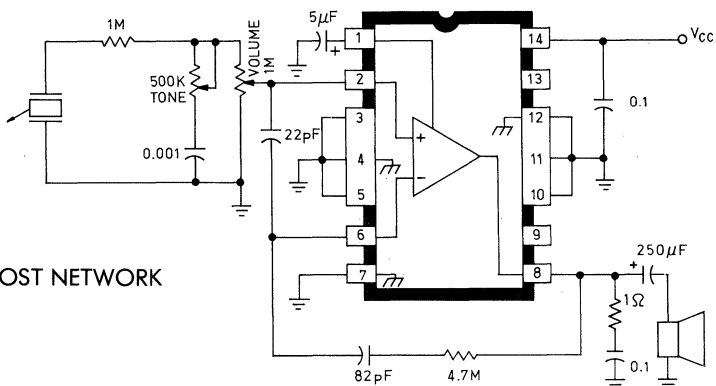 1M
500K
TONE
0.001
VOLUME
1M
22pF
5µF
+
1
2
3
4
5
6
7
+
−
14
13
12
11
10
9
8
VCC
0.1
250µF
+
1Ω
0.1
82pF
4.7M
OST NETWORK